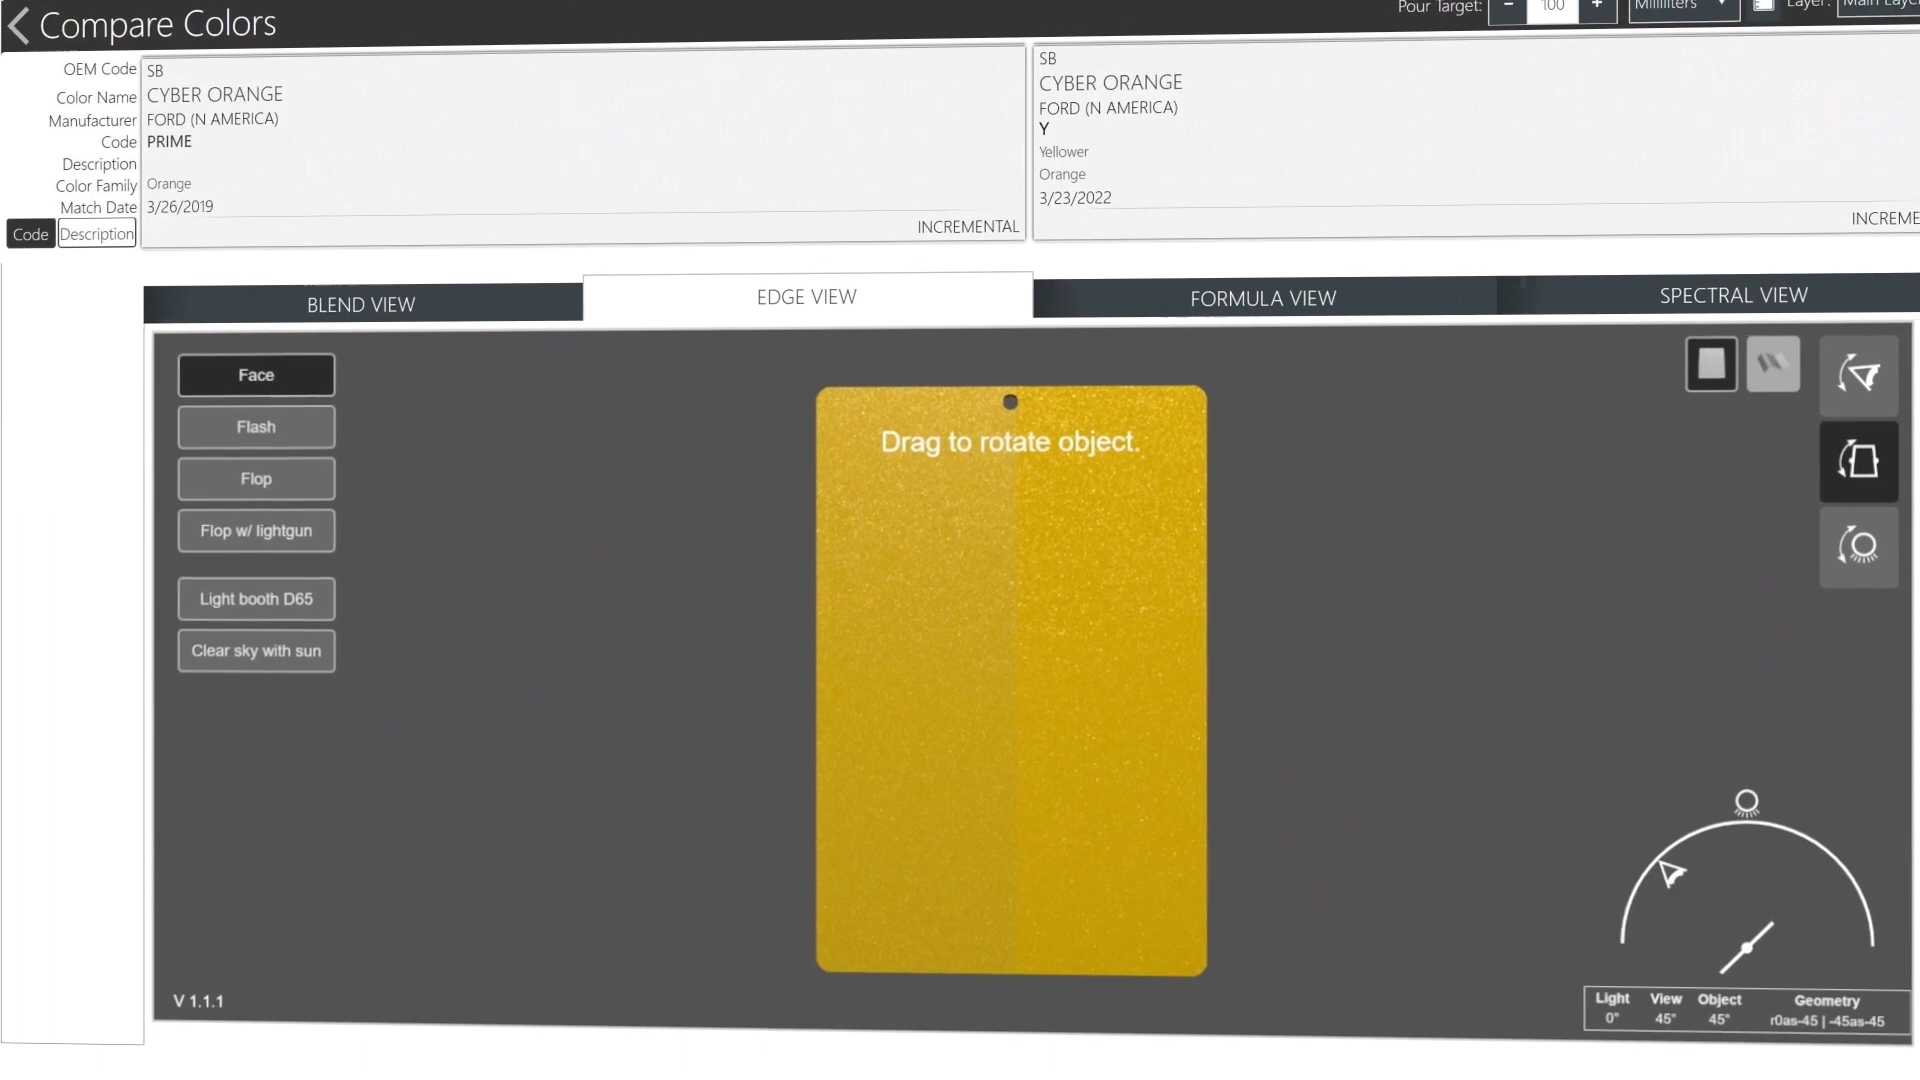 Compare Colors
Pour Target: - 100 + Milliliters Layer:
OEM Code SB SB
Color Name CYBER ORANGE CYBER ORANGE
Manufacturer FORD (N AMERICA) FORD (N AMERICA)
Code PRIME Y
Description Yellower
Color Family Orange Orange
Match Date 3/26/2019 3/23/2022
Code Description INCREMENTAL INCREME
BLEND VIEW EDGE VIEW FORMULA VIEW SPECTRAL VIEW
Face
Flash
Flop
Flop w/ lightgun
Light booth D65
Clear sky with sun
Drag to rotate object.
V 1.1.1
Light View Object Geometry
0° 45° 45° r0as-45 | -45as-45